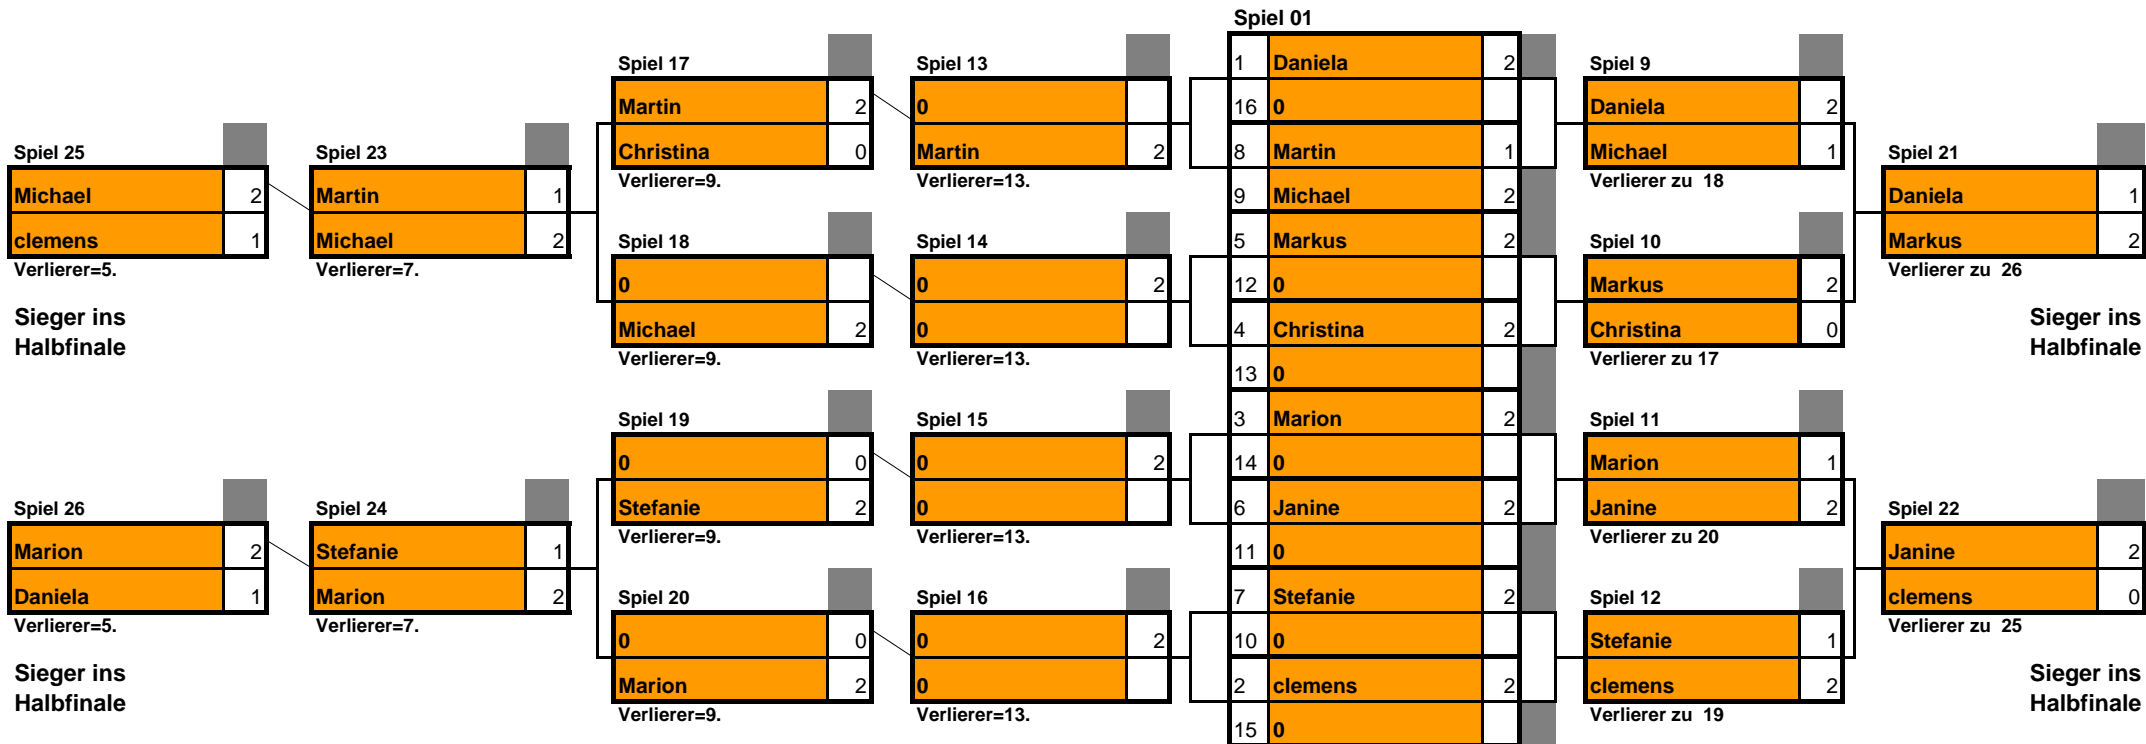 Spiel 01
Spiel 17
Spiel 13
1 Daniela 2
Spiel 9
Martin 2
0
16 0
Daniela 2
Spiel 25
Spiel 23
Christina 0
Martin 2
8 Martin 1
Michael 1
Spiel 21
Verlierer=9.
Verlierer=13.
Verlierer zu 18
Michael 2
Martin 1
9 Michael 2
Daniela 1
clemens 1
Michael 2
Spiel 18
Spiel 14
5 Markus 2
Spiel 10
Markus 2
Verlierer=5.
Verlierer=7.
Verlierer zu 26
0
0 2
12 0
Markus 2
Sieger ins
Halbfinale
Michael 2
0
4 Christina 2
Christina 0
Sieger ins
Halbfinale
Verlierer=9.
Verlierer=13.
Verlierer zu 17
13 0
Spiel 19
Spiel 15
3 Marion 2
Spiel 11
0 0
0 2
14 0
Marion 1
Spiel 26
Spiel 24
Stefanie 2
0
6 Janine 2
Janine 2
Spiel 22
Verlierer=9.
Verlierer=13.
Verlierer zu 20
Marion 2
Stefanie 1
11 0
Janine 2
Daniela 1
Marion 2
Spiel 20
Spiel 16
7 Stefanie 2
Spiel 12
clemens 0
Verlierer=5.
Verlierer=7.
Verlierer zu 25
0 0
0 2
10 0
Stefanie 1
Sieger ins
Halbfinale
Marion 2
0
2 clemens 2
clemens 2
Sieger ins
Halbfinale
Verlierer=9.
Verlierer=13.
Verlierer zu 19
15 0